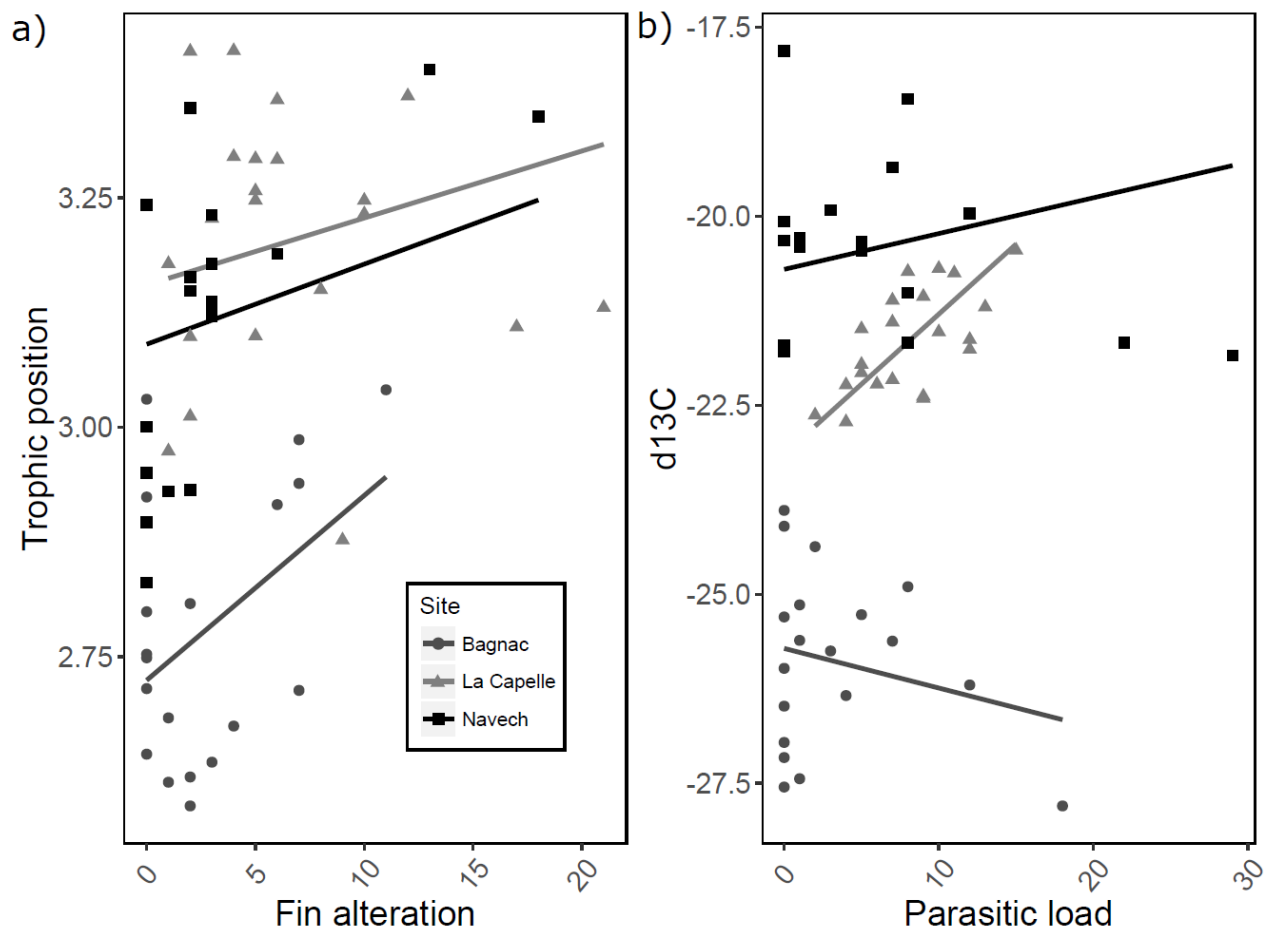 a)
Trophic position
3.25
3.00
2.75
0
5
10
15
20
Fin alteration
Site
Bagnac
La Capelle
Navech
b)
d13C
-17.5
-20.0
-22.5
-25.0
-27.5
0
10
20
30
Parasitic load